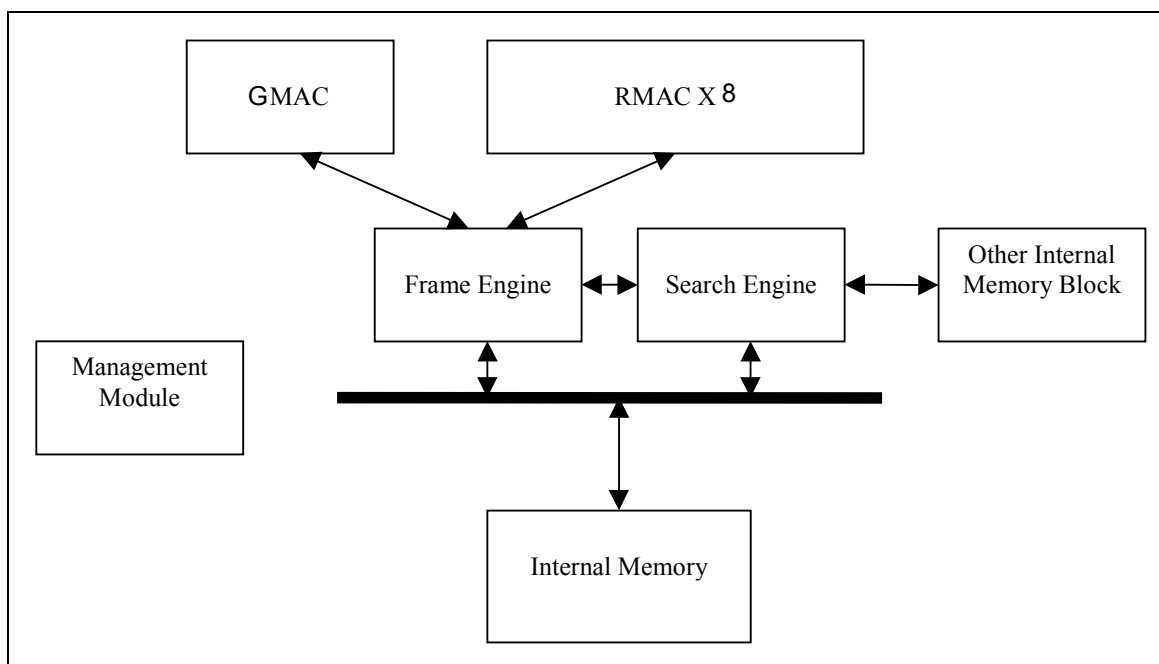 GMAC
RMAC X 8
Frame Engine
Search Engine
Other Internal
Memory Block
Management
Module
Internal Memory